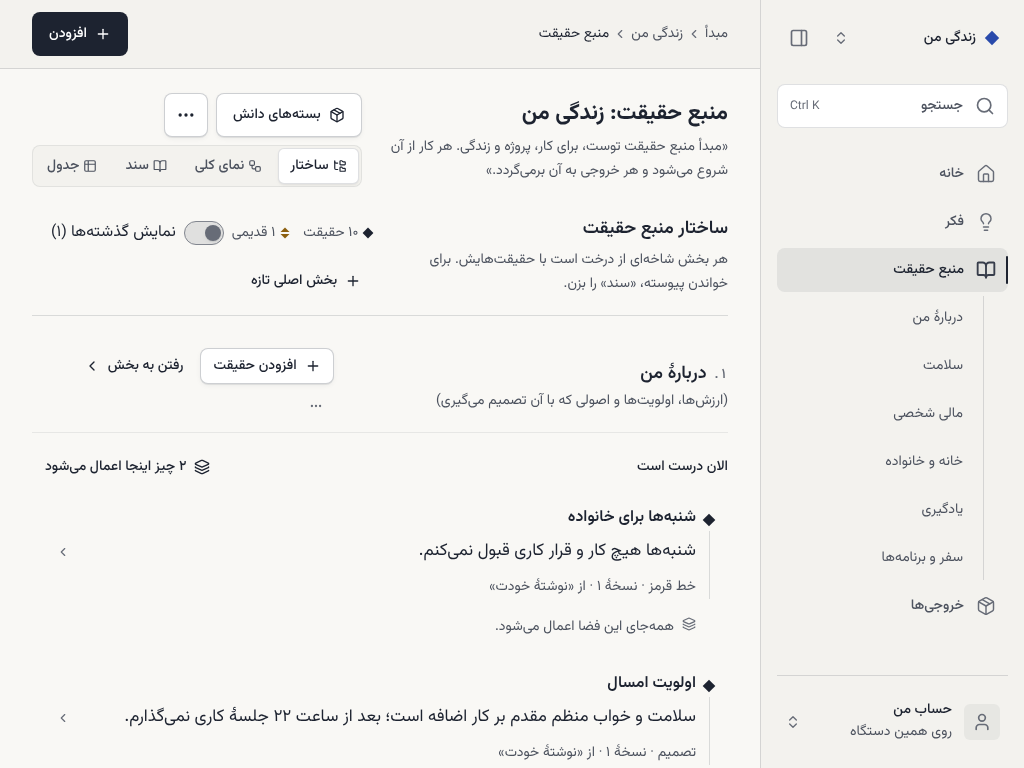 زندگی من
جستجو
Ctrl K
خانه
فکر
منبع حقیقت
دربارهٔ من
سلامت
مالی شخصی
خانه و خانواده
یادگیری
سفر و برنامه‌ها
خروجی‌ها
حساب من
روی همین دستگاه
مبدأ › زندگی من › منبع حقیقت
+ افزودن
منبع حقیقت: زندگی من
«مبدأ منبع حقیقت توست، برای کار، پروژه و زندگی. هر کار از آن
شروع می‌شود و هر خروجی به آن برمی‌گردد.»
بسته‌های دانش
...
ساختار
نمای کلی
سند
جدول
ساختار منبع حقیقت
هر بخش شاخه‌ای از درخت است با حقیقت‌هایش. برای
خواندن پیوسته، «سند» را بزن.
۱۰ حقیقت
۱ قدیمی
نمایش گذشته‌ها (۱)
+ بخش اصلی تازه
۱. دربارهٔ من
(ارزش‌ها، اولویت‌ها و اصولی که با آن تصمیم می‌گیری)
+ افزودن حقیقت
رفتن به بخش
...
الان درست است
۲ چیز اینجا اعمال می‌شود
شنبه‌ها برای خانواده
شنبه‌ها هیچ کار و قرار کاری قبول نمی‌کنم.
خط قرمز · نسخهٔ ۱ · از «نوشتهٔ خودت»
همه‌جای این فضا اعمال می‌شود.
اولویت امسال
سلامت و خواب منظم مقدم بر کار اضافه است؛ بعد از ساعت ۲۲ جلسهٔ کاری نمی‌گذارم.
تصمیم · نسخهٔ ۱ · از «نوشتهٔ خودت»